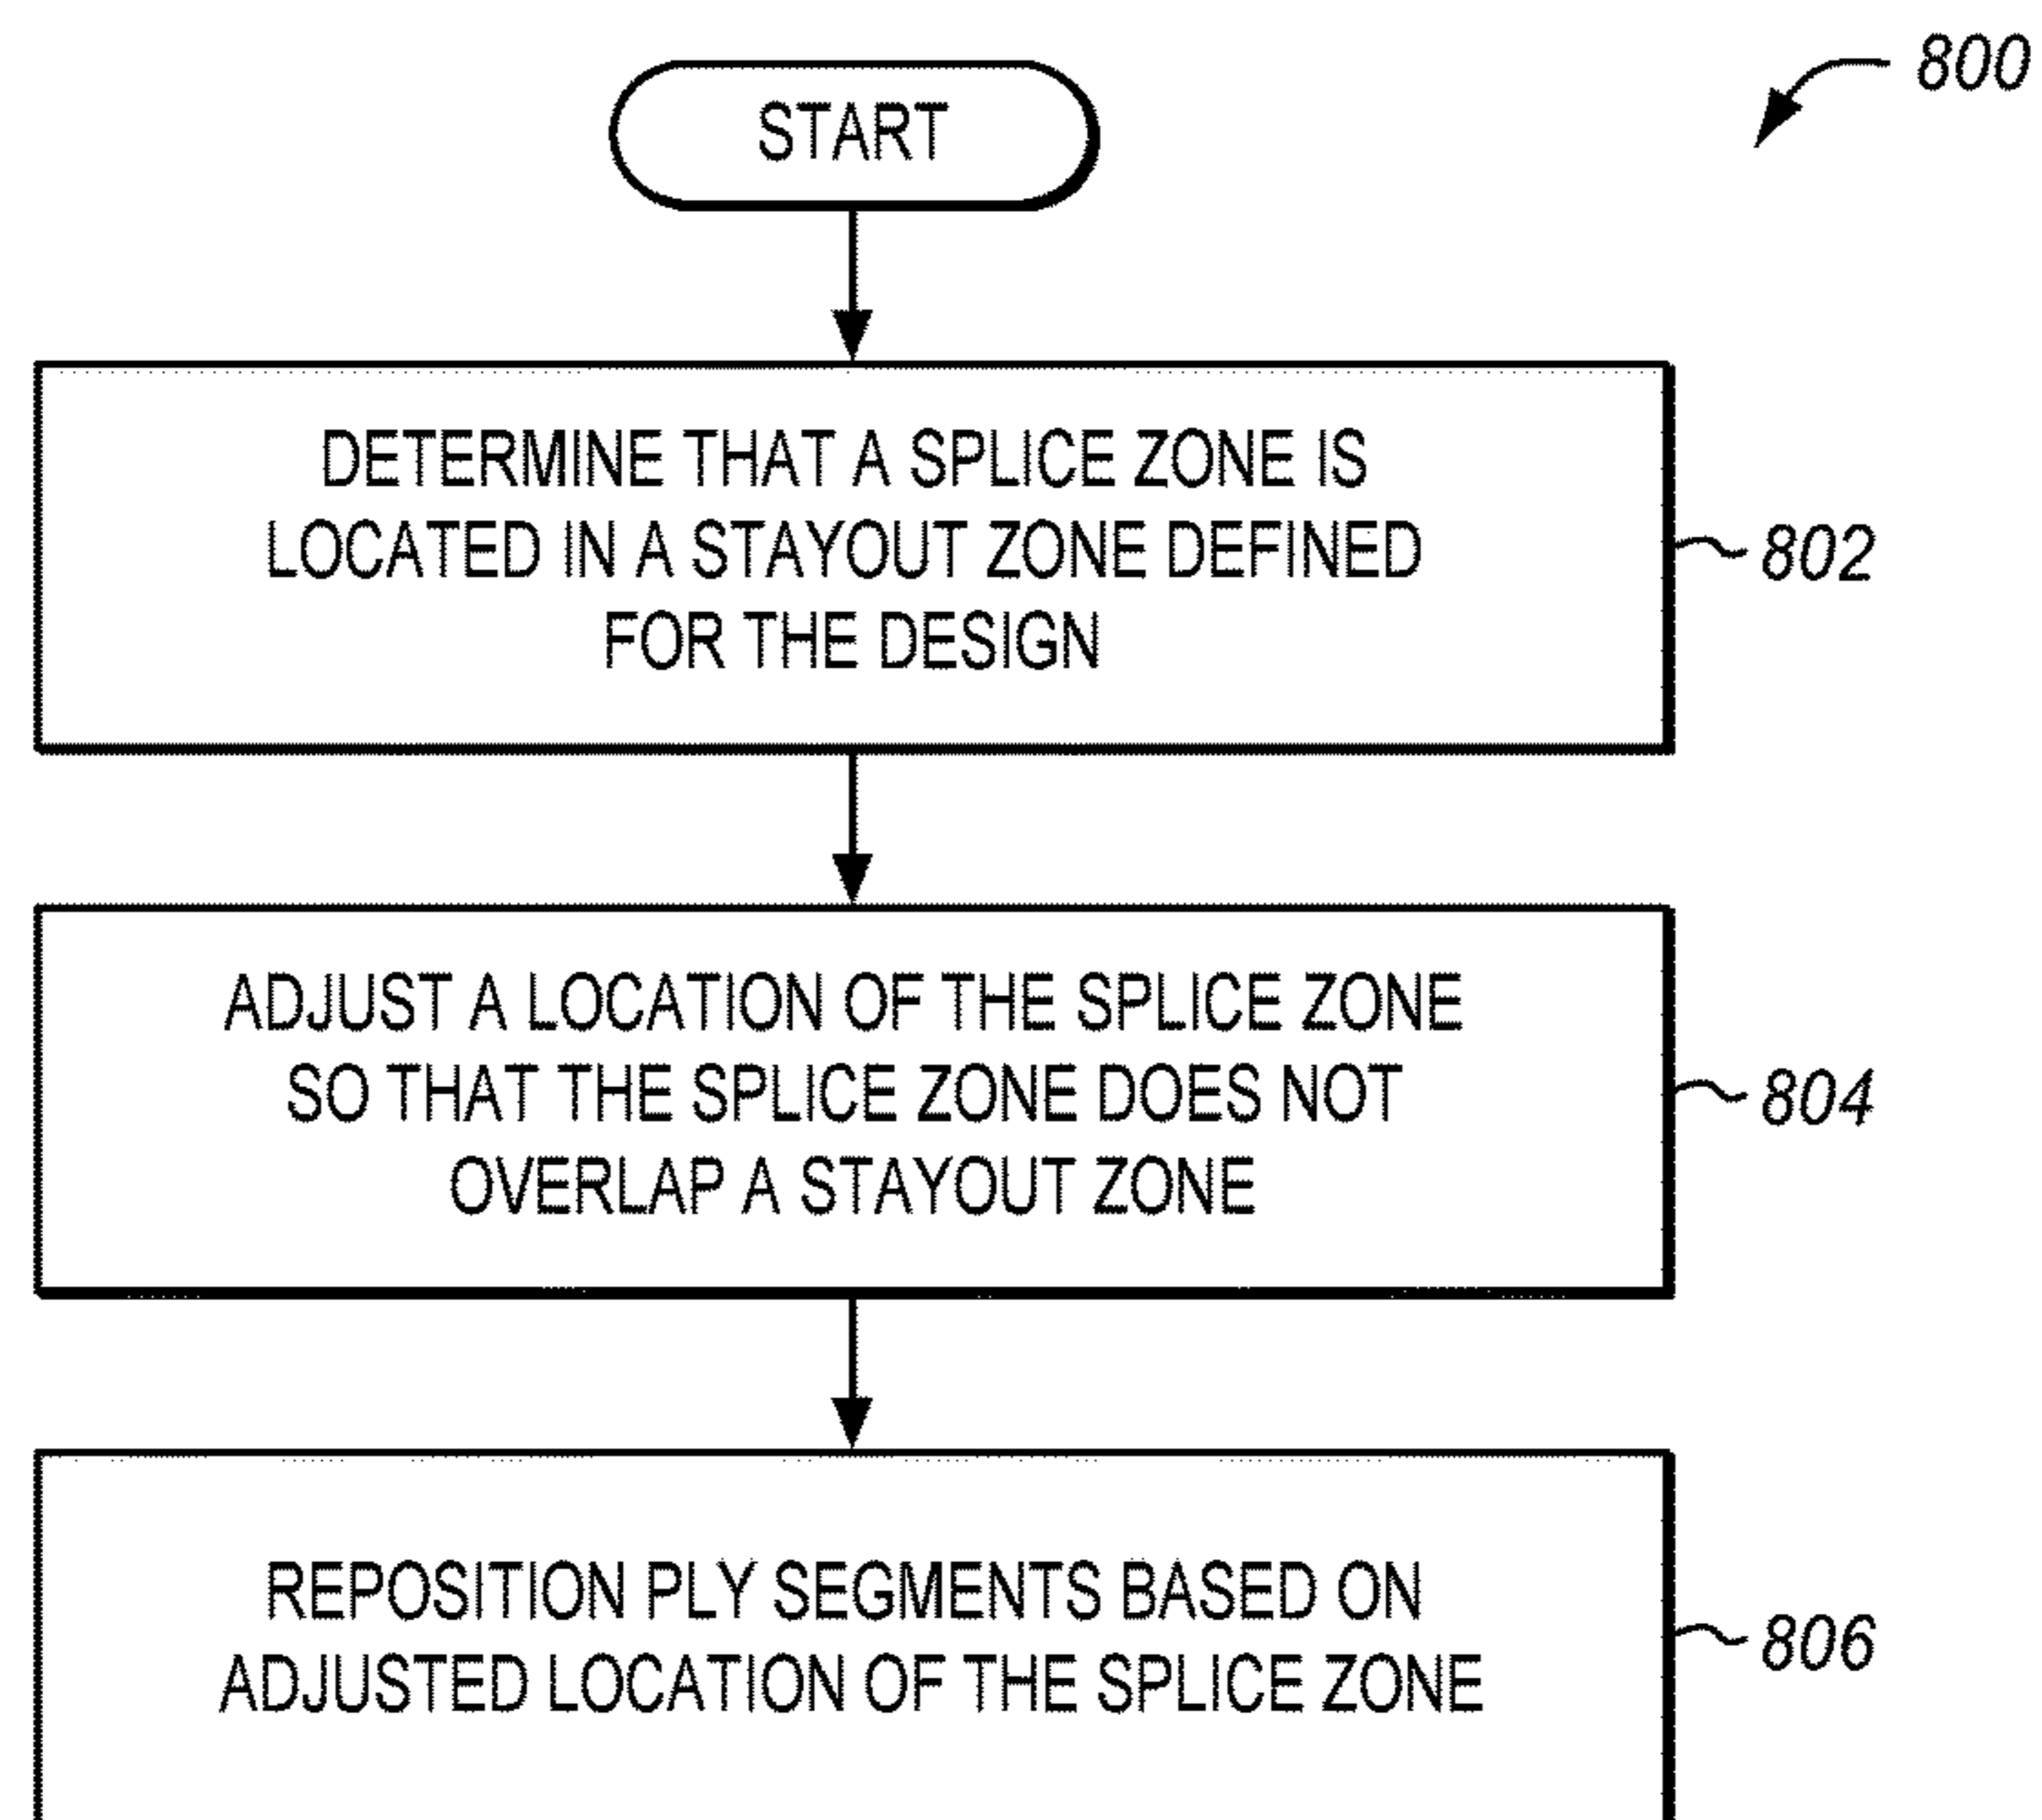 800
START
DETERMINE THAT A SPLICE ZONE IS
LOCATED IN A STAYOUT ZONE DEFINED
FOR THE DESIGN
802
ADJUST A LOCATION OF THE SPLICE ZONE
SO THAT THE SPLICE ZONE DOES NOT
OVERLAP A STAYOUT ZONE
804
REPOSITION PLY SEGMENTS BASED ON
ADJUSTED LOCATION OF THE SPLICE ZONE
806